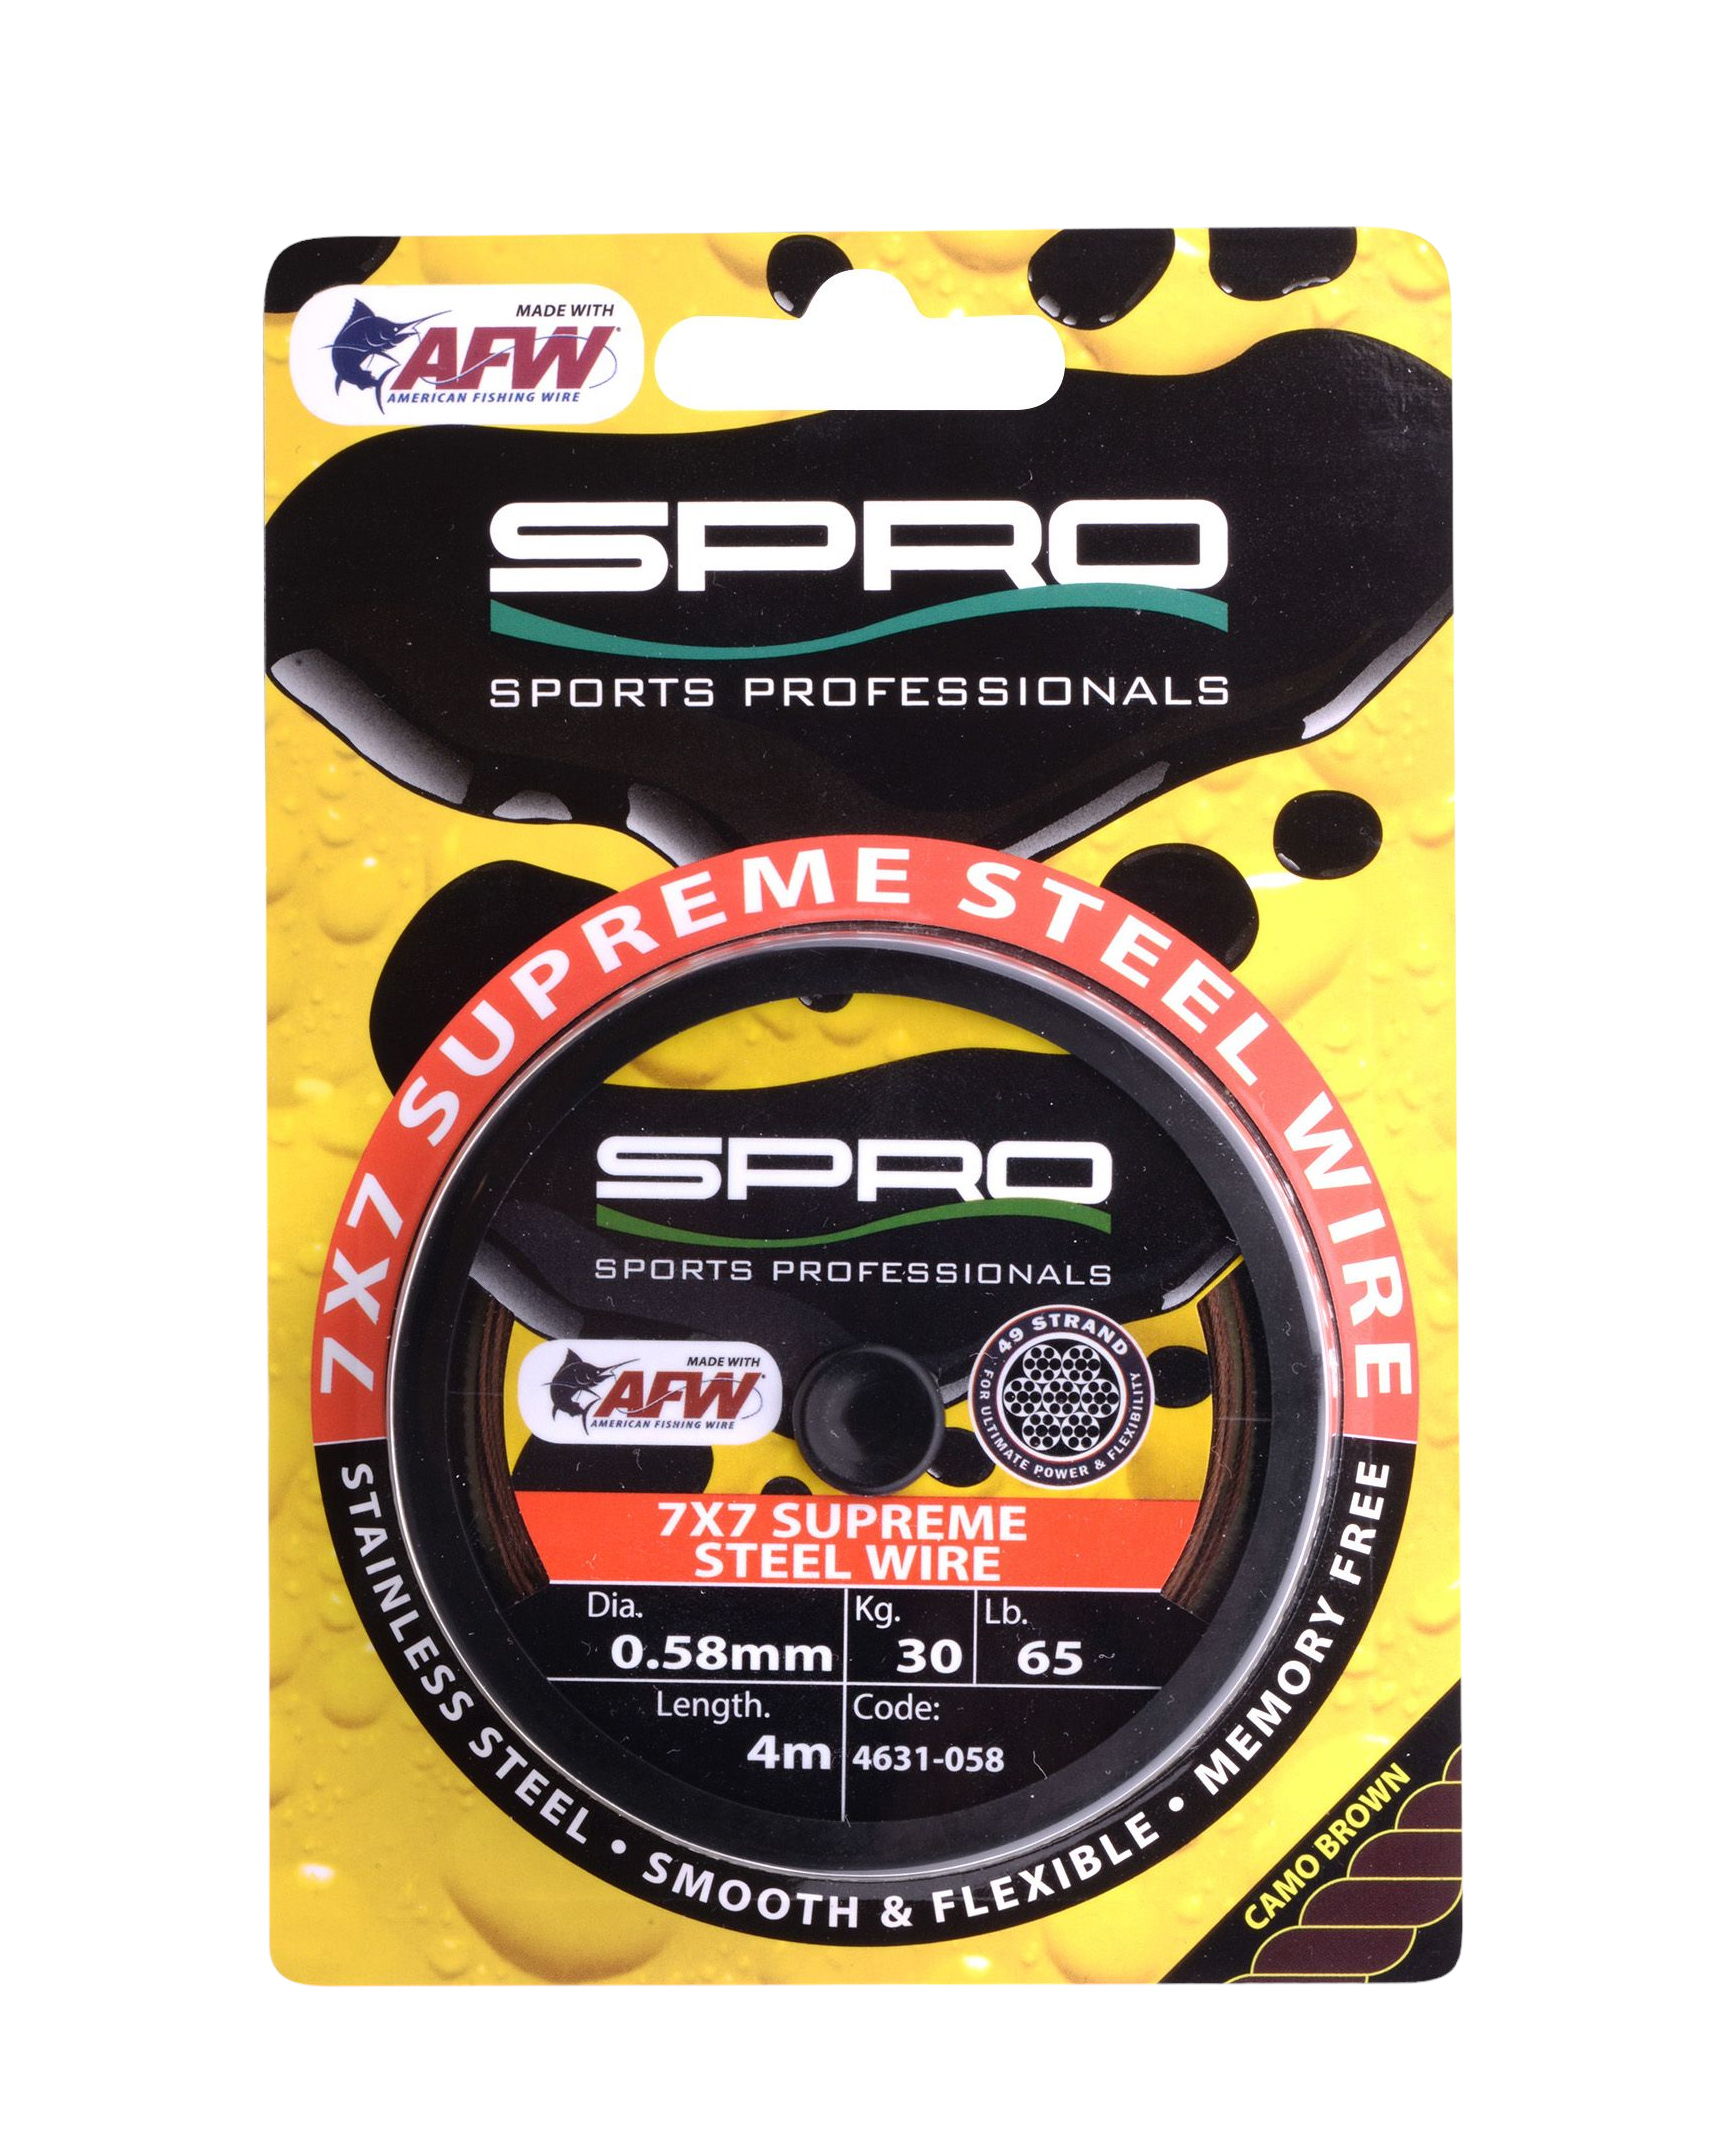 MADE WITH
AFW®
AMERICAN FISHING WIRE
SPRO
SPORTS PROFESSIONALS
7X7 SUPREME STEEL WIRE
SPRO
SPORTS PROFESSIONALS
MADE WITH
AFW®
AMERICAN FISHING WIRE
49 STRAND
FOR ULTIMATE POWER & FLEXIBILITY
7X7 SUPREME
STEEL WIRE
Dia. Kg. Lb.
0.58mm 30 65
Length. Code:
4m 4631-058
STAINLESS STEEL • SMOOTH & FLEXIBLE • MEMORY FREE
CAMO BROWN